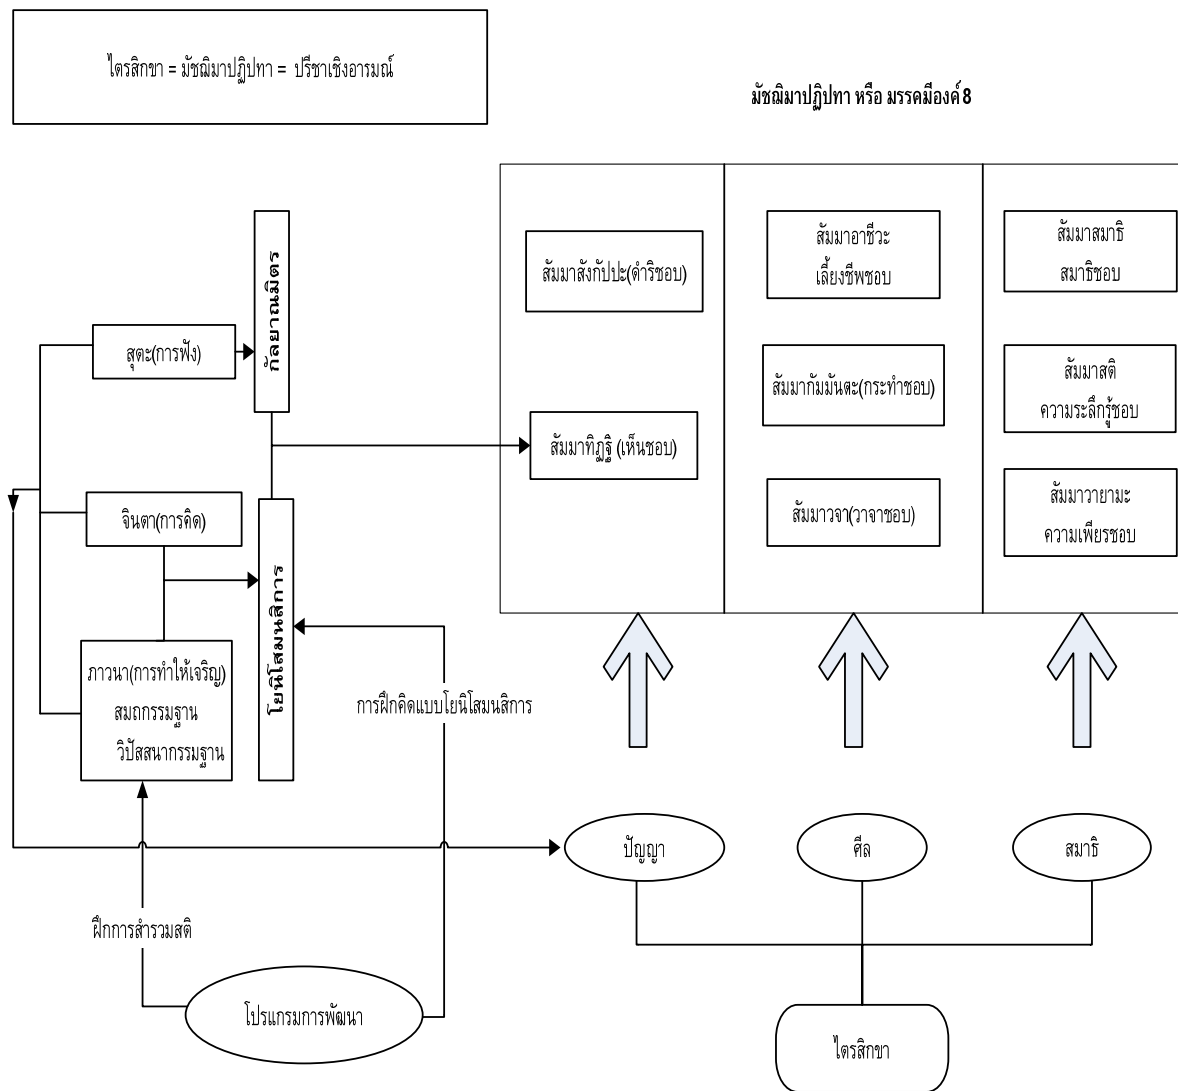 ไตรสิกขา = มัชฌิมาปฏิปทา = ปรีชาเชิงอารมณ์
มัชฌิมาปฏิปทา หรือ มรรคมีองค์ 8
กัลยาณมิตร
สุตะ(การฟัง)
สัมมาสังกัปปะ(ดำริชอบ)
สัมมาอาชีวะ
เลี้ยงชีพชอบ
สัมมาสมาธิ
สมาธิชอบ
สัมมากัมมันตะ(กระทำชอบ)
สัมมาสติ
ความระลึกรู้ชอบ
สัมมาทิฏฐิ (เห็นชอบ)
จินตา(การคิด)
สัมมาวจา(วาจาชอบ)
สัมมาวายามะ
ความเพียรชอบ
โยนิโสมนสิการ
ภาวนา(การทำให้เจริญ)
สมถกรรมฐาน
วิปัสสนากรรมฐาน
การฝึกคิดแบบโยนิโสมนสิการ
ปัญญา
ศีล
สมาธิ
ฝึกการสำรวมสติ
โปรแกรมการพัฒนา
ไตรสิกขา